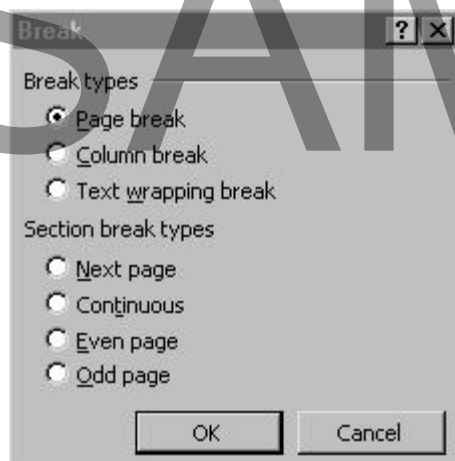 Break
Break types
Page break
Column break
Text wrapping break
Section break types
Next page
Continuous
Even page
Odd page
OK Cancel